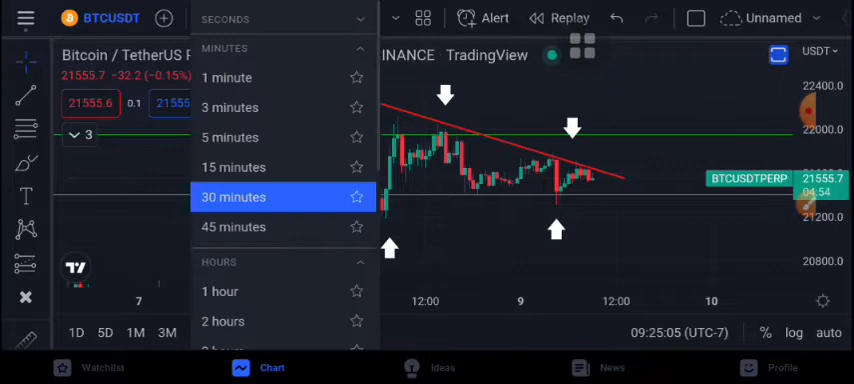 BTCUSDT
SECONDS
Alert
Replay
Unnamed
Bitcoin / TetherUS
MINUTES
INANCE TradingView
USDT
21555.7 −32.2 (−0.15%)
1 minute
22400.0
21555.6
0.1
3 minutes
3
5 minutes
22000.0
15 minutes
BTCUSDTPERP
21555.7
04:54
30 minutes
21200.0
45 minutes
T
HOURS
20800.0
1 hour
7
12:00
9
12:00
10
2 hours
1D 5D 1M 3M
09:25:05 (UTC-7)
% log auto
Watchlist
Chart
Ideas
News
Profile